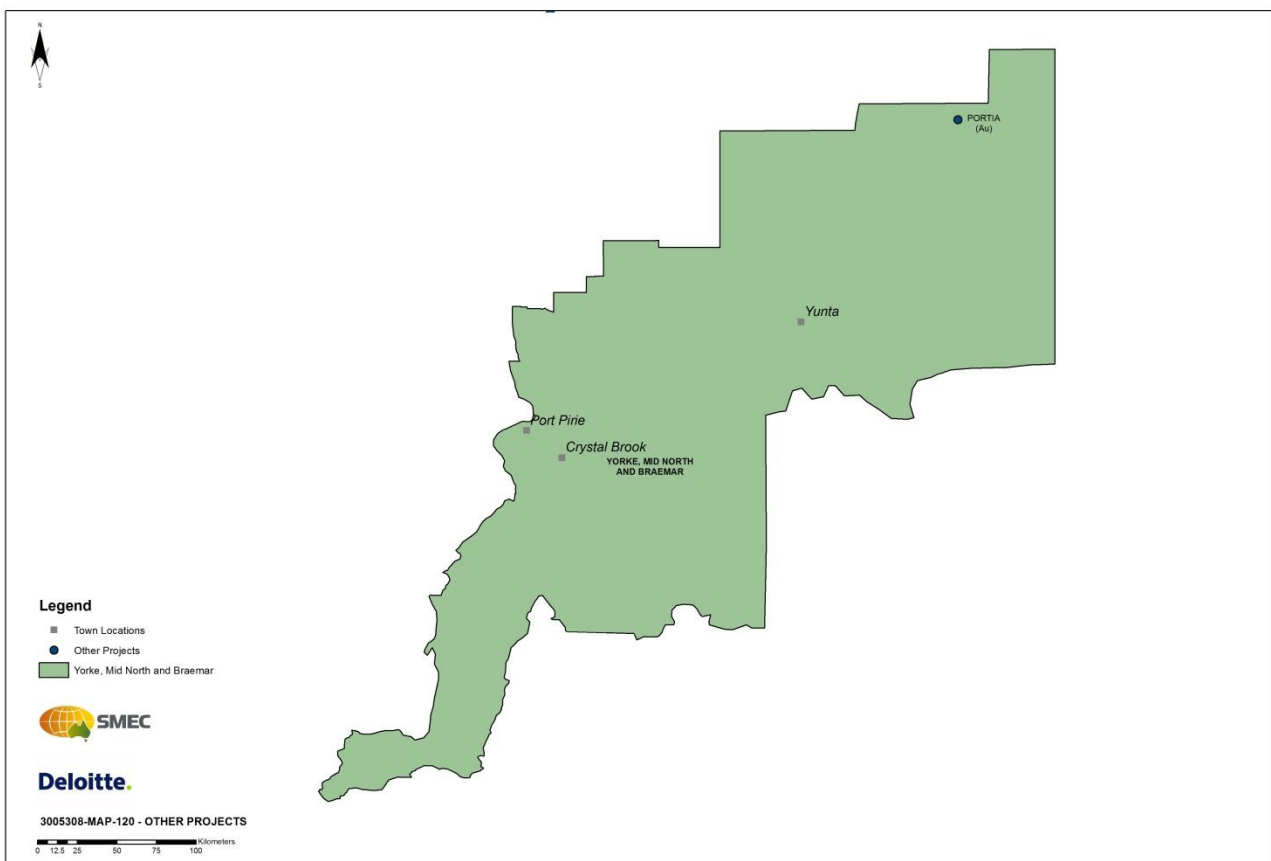 N
S
PORTIA
(Au)
Yunta
Port Pirie
Crystal Brook
YORKE, MID NORTH
AND BRAEMAR
Legend
Town Locations
Other Projects
Yorke, Mid North and Braemar
SMEC
Deloitte.
3005308-MAP-120 - OTHER PROJECTS
Kilometers
0 12.5 25 50 75 100